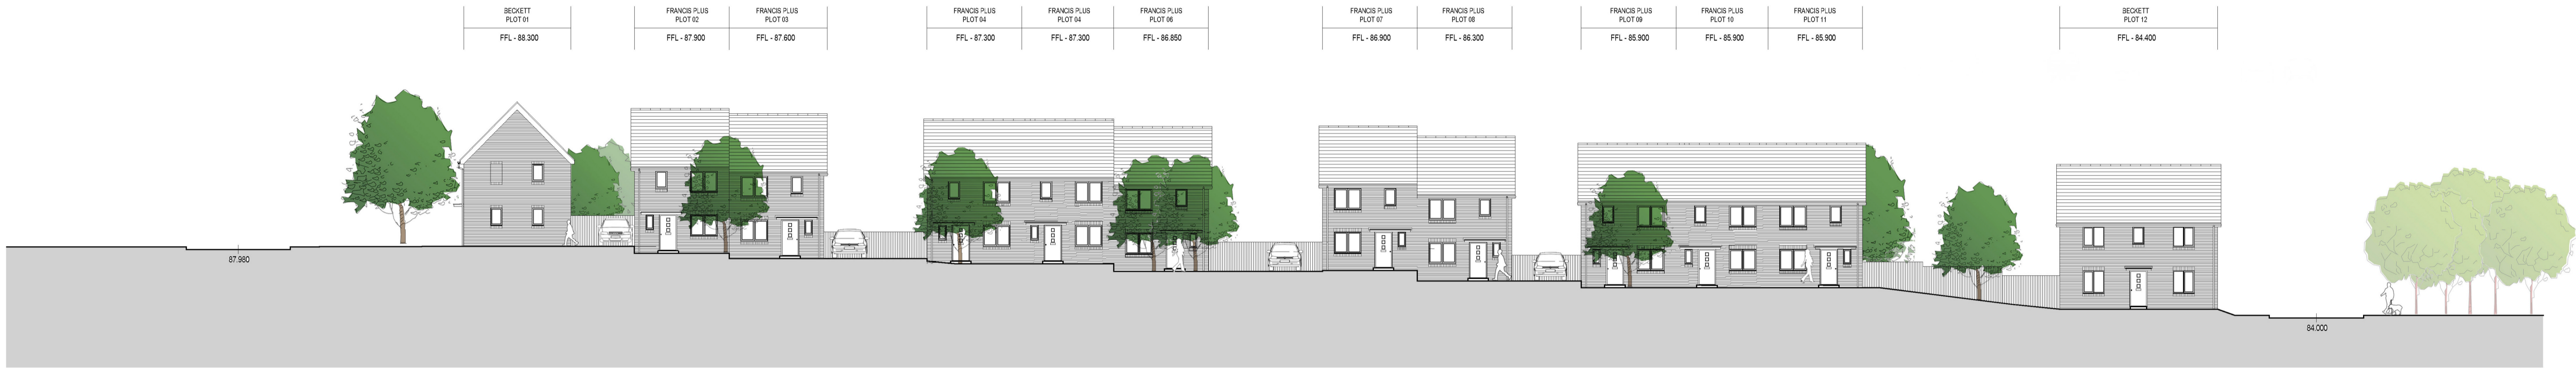 BECKETT
PLOT 01
FFL - 88.300
FRANCIS PLUS
PLOT 02
FFL - 87.900
FRANCIS PLUS
PLOT 03
FFL - 87.600
FRANCIS PLUS
PLOT 04
FFL - 87.300
FRANCIS PLUS
PLOT 04
FFL - 87.300
FRANCIS PLUS
PLOT 06
FFL - 86.850
FRANCIS PLUS
PLOT 07
FFL - 86.900
FRANCIS PLUS
PLOT 08
FFL - 86.300
FRANCIS PLUS
PLOT 09
FFL - 85.900
FRANCIS PLUS
PLOT 10
FFL - 85.900
FRANCIS PLUS
PLOT 11
FFL - 85.900
BECKETT
PLOT 12
FFL - 84.400
87.980
84.000